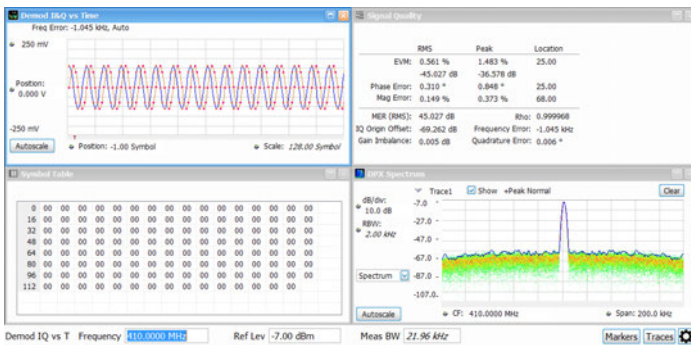 Demod I&Q vs Time
Freq Error: -1.045 kHz, Auto
250 mV
Position:
0.000 V
-250 mV
Autoscale
Position: -1.00 Symbol
Scale: 128.00 Symbol
Signal Quality
RMS Peak Location
EVM: 0.561 % 1.483 % 25.00
-45.027 dB -36.578 dB
Phase Error: 0.310 ° 0.848 ° 25.00
Mag Error: 0.149 % 0.373 % 68.00
MER (RMS): 45.027 dB Rho: 0.999968
IQ Origin Offset: -69.262 dB Frequency Error: -1.045 kHz
Gain Imbalance: 0.005 dB Quadrature Error: 0.006 °
Symbol Table
0 00 00 00 00 00 00 00 00 00 00 00 00 00 00 00 00
16 00 00 00 00 00 00 00 00 00 00 00 00 00 00 00 00
32 00 00 00 00 00 00 00 00 00 00 00 00 00 00 00 00
48 00 00 00 00 00 00 00 00 00 00 00 00 00 00 00 00
64 00 00 00 00 00 00 00 00 00 00 00 00 00 00 00 00
80 00 00 00 00 00 00 00 00 00 00 00 00 00 00 00 00
96 00 00 00 00 00 00 00 00 00 00 00 00 00 00 00 00
112 00 00 00 00 00 00 00 00 00 00 00 00 00 00 00
DPX Spectrum
Trace1 Show +Peak Normal Clear
dB/div:
10.0 dB
RBW:
2.00 kHz
-7.0
-27.0
-47.0
-67.0
-87.0
-107.0
Spectrum
Autoscale
CF: 410.0000 MHz
Span: 200.0 kHz
Demod IQ vs T Frequency 410.0000 MHz Ref Lev -7.00 dBm Meas BW 21.96 kHz Markers Traces